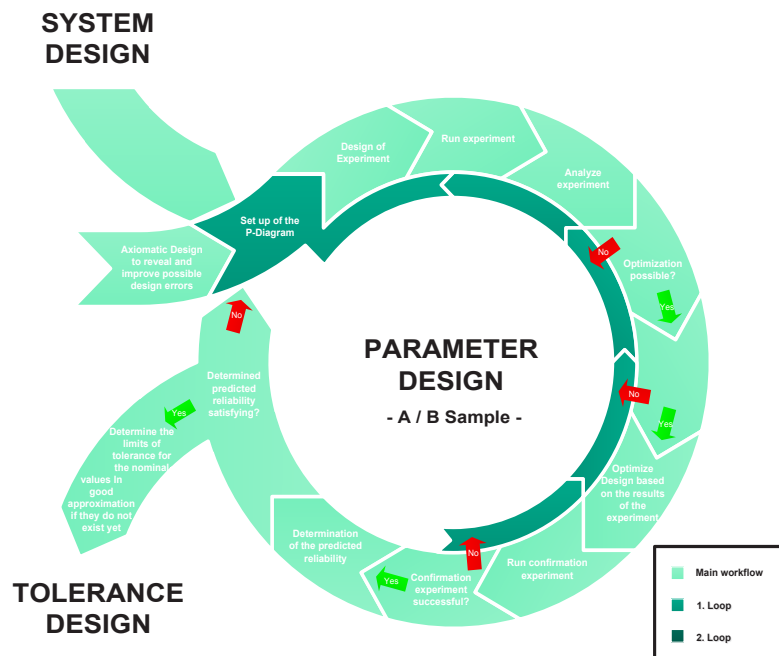 SYSTEM
DESIGN
Design of
Experiment
Run experiment
Analyze
experiment
Set up of the
P-Diagram
Axiomatic Design
to reveal and
improve possible
design errors
No
Optimization
possible?
Yes
No
PARAMETER
DESIGN
- A / B Sample -
Determined
predicted
reliability
satisfying?
No
Yes
Yes
Determine the
limits of
tolerance for
the nominal
values In
good
approximation
if they do not
exist yet
Optimize
Design based
on the results
of the
experiment
Determination
of the predicted
reliability
No
Run confirmation
experiment
Yes
Confirmation
experiment
successful?
TOLERANCE
DESIGN
Main workflow
1. Loop
2. Loop